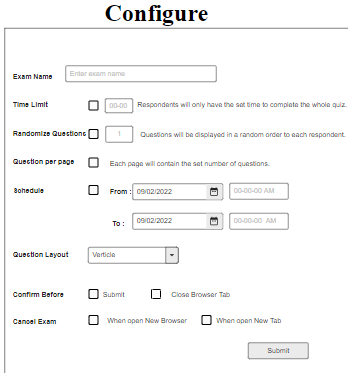 Configure
Exam Name Enter exam name
Time Limit 00-00 Respondents will only have the set time to complete the whole quiz.
Randomize Questions 1 Questions will be displayed in a random order to each respondent.
Question per page Each page will contain the set number of questions.
Schedule From : 09/02/2022 00-00-00 AM
To : 09/02/2022 00-00-00 AM
Question Layout Verticle
Confirm Before Submit Close Browser Tab
Cancel Exam When open New Browser When open New Tab
Submit